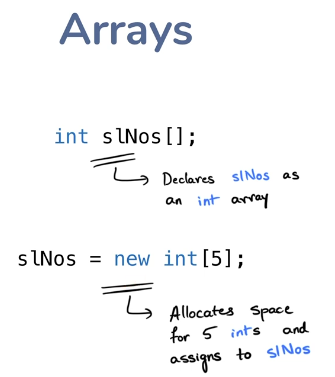 Arrays
int slNos[];
Declares slNos as
an int array
slNos = new int[5];
Allocates space
for 5 ints and
assigns to slNos